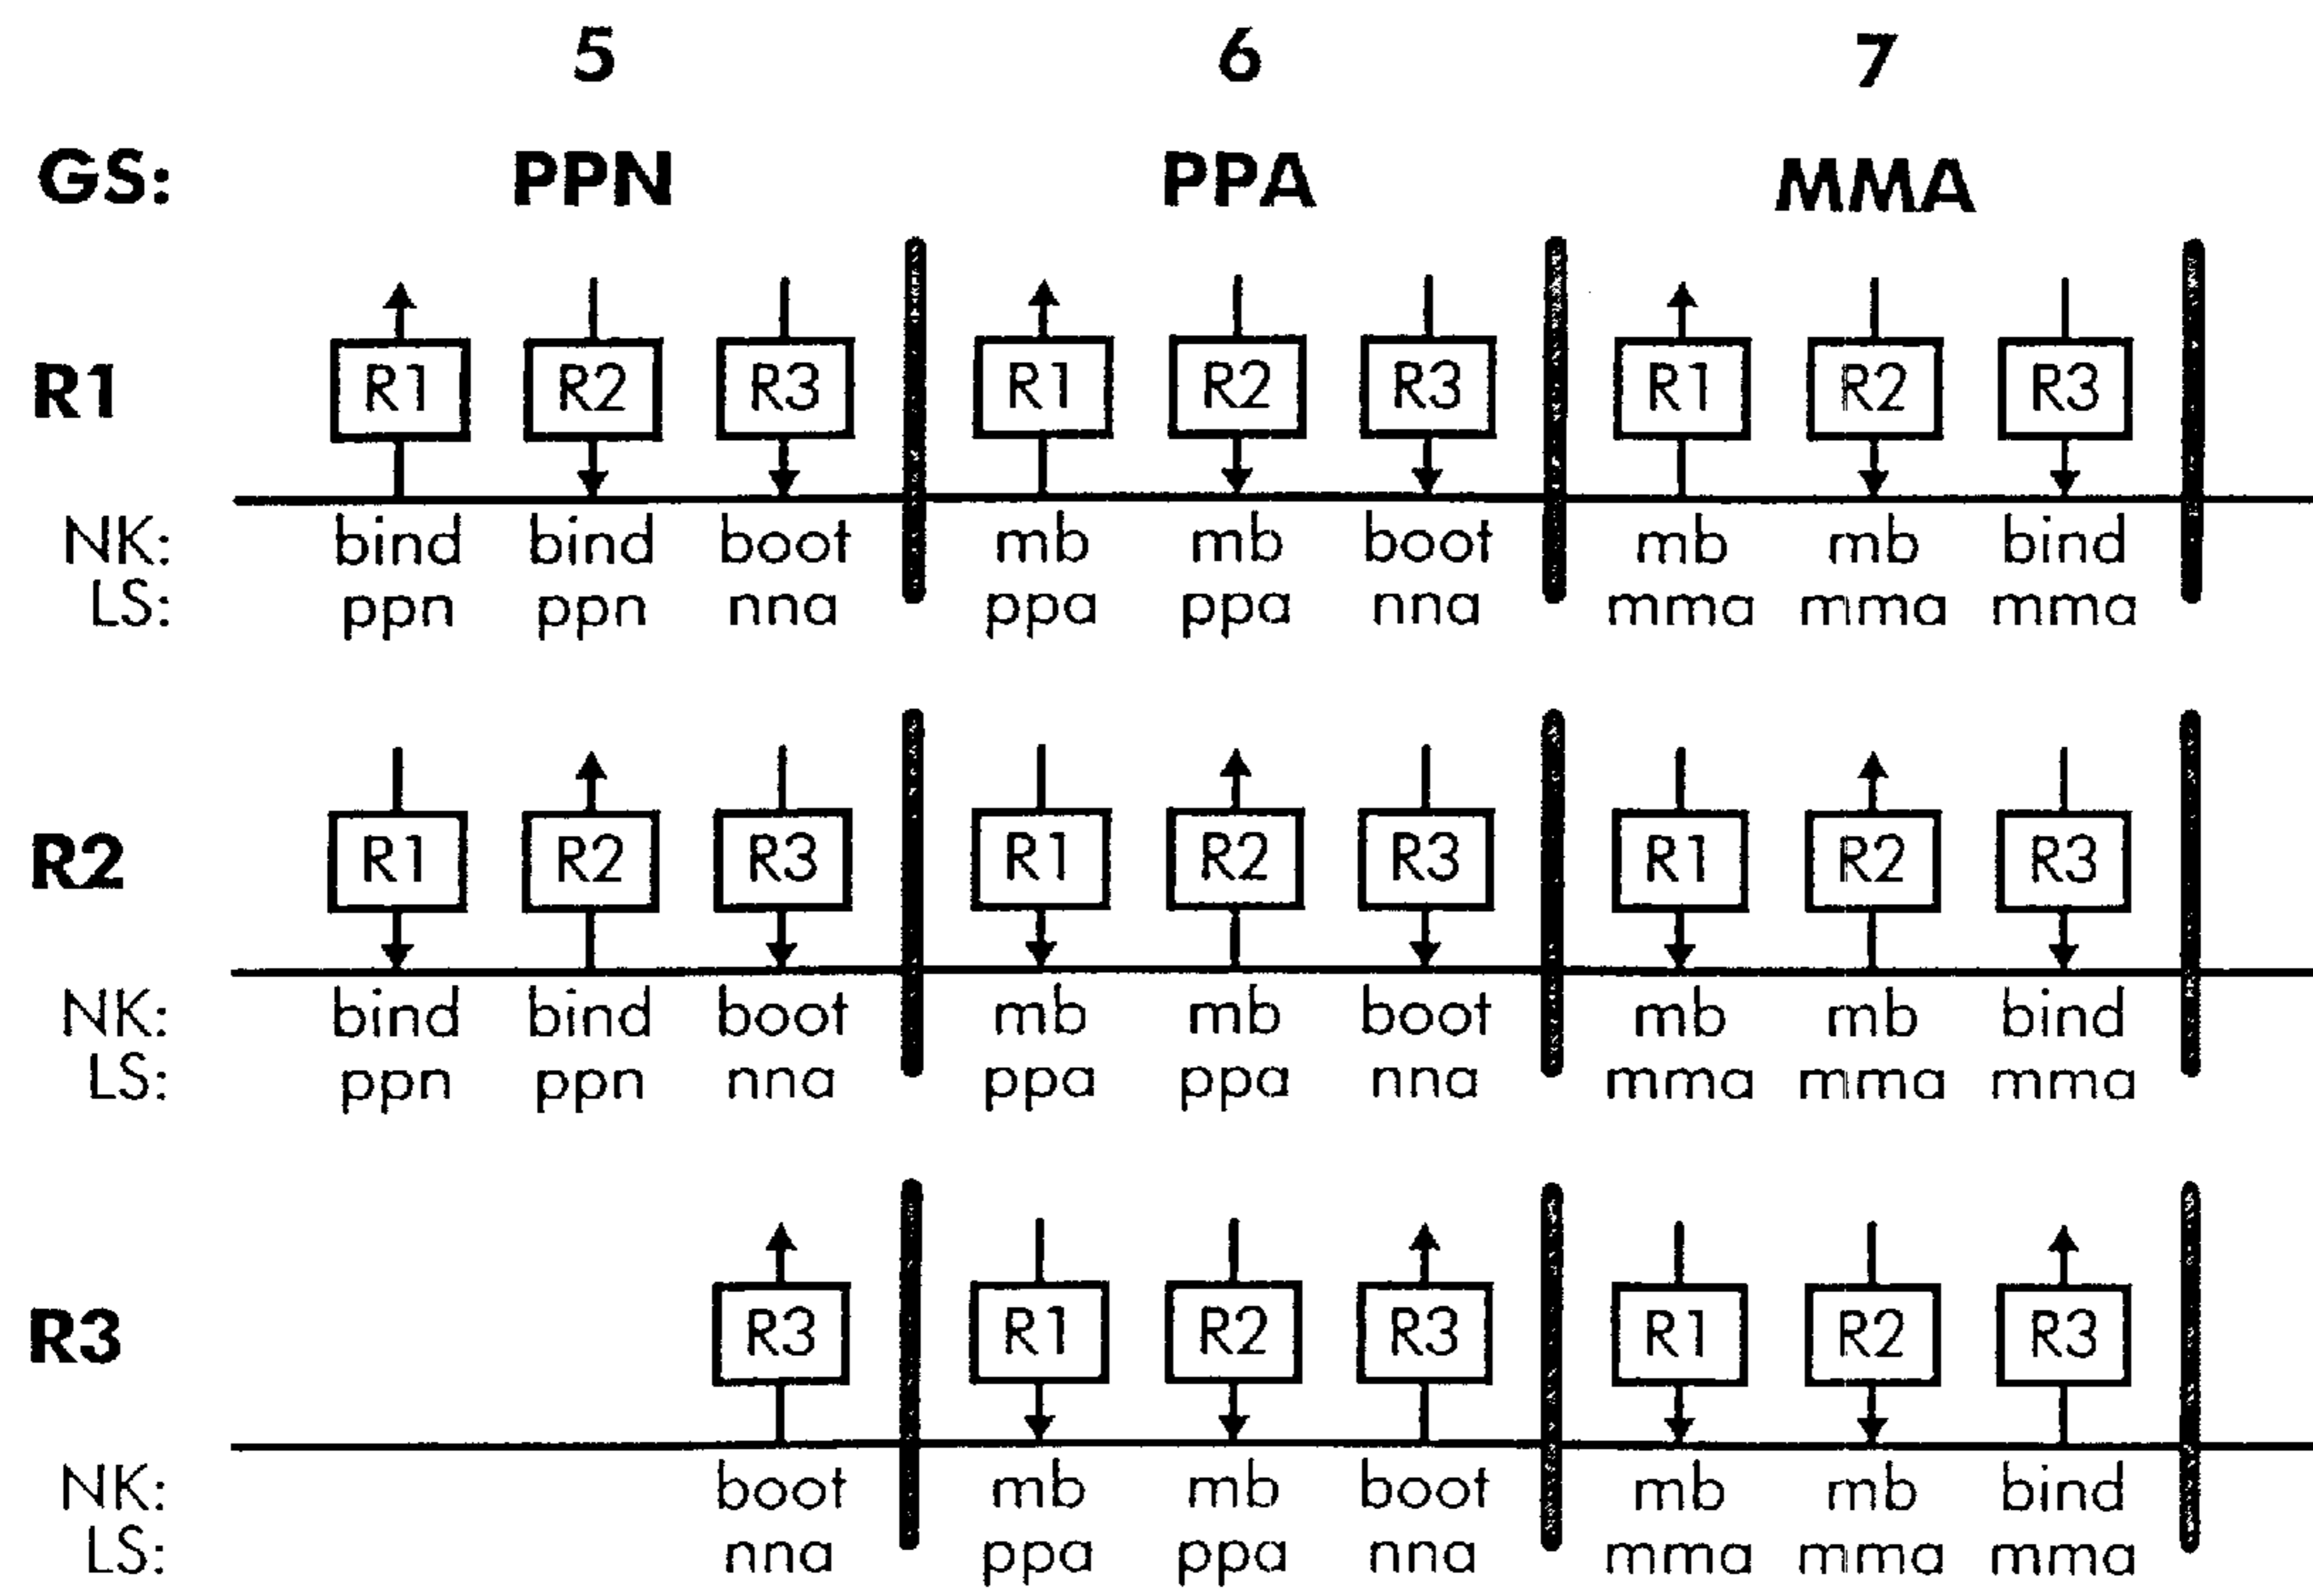 5 6 7
GS: PPN PPA MMA
R1 R1 R2 R3 R1 R2 R3 R1 R2 R3
NK: bind bind boot mb mb boot mb mb bind
LS: ppn ppn nna ppa ppa nna mma mma mma
R2 R1 R2 R3 R1 R2 R3 R1 R2 R3
NK: bind bind boot mb mb boot mb mb bind
LS: ppn ppn nna ppa ppa nna mma mma mma
R3 R3 R1 R2 R3 R1 R2 R3
NK: boot mb mb boot mb mb bind
LS: nna ppa ppa nna mma mma mma